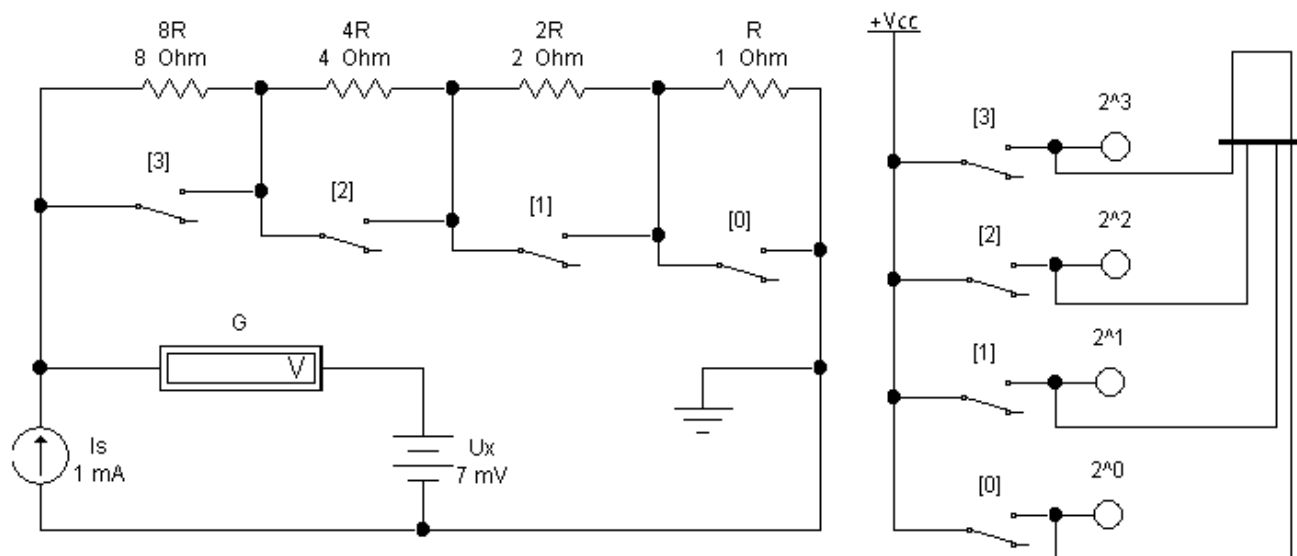 8R
8 Ohm
4R
4 Ohm
2R
2 Ohm
R
1 Ohm
[3]
[2]
[1]
[0]
G
V
Is
1 mA
Ux
7 mV
+Vcc
[3]
2^3
[2]
2^2
[1]
2^1
[0]
2^0